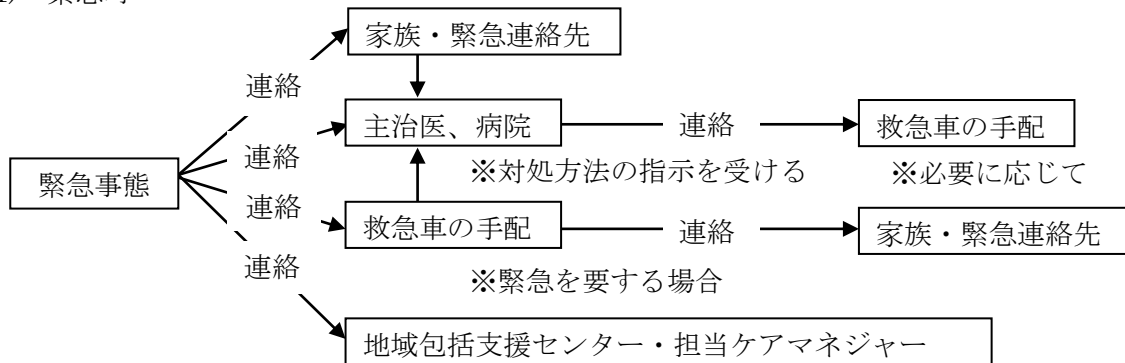 家族・緊急連絡先
連絡
主治医、病院
連絡
救急車の手配
連絡
※対処方法の指示を受ける
※必要に応じて
緊急事態
連絡
救急車の手配
連絡
家族・緊急連絡先
連絡
※緊急を要する場合
地域包括支援センター・担当ケアマネジャー